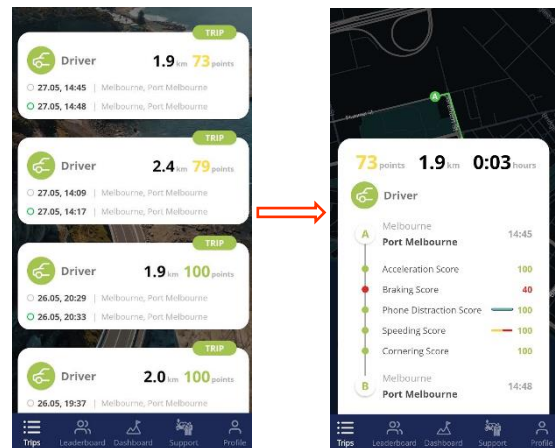 TRIP
Driver 1.9 km 73 points
27.05, 14:45 | Melbourne, Port Melbourne
27.05, 14:48 | Melbourne, Port Melbourne
TRIP
Driver 2.4 km 79 points
27.05, 14:09 | Melbourne, Port Melbourne
27.05, 14:17 | Melbourne, Port Melbourne
TRIP
Driver 1.9 km 100 points
26.05, 20:29 | Melbourne, Port Melbourne
26.05, 20:33 | Melbourne, Port Melbourne
TRIP
Driver 2.0 km 100 points
26.05, 19:37 | Melbourne, Port Melbourne
Trips Leaderboard Dashboard Support Profile
A
73 points 1.9 km 0:03 hours
Driver
A Melbourne
Port Melbourne 14:45
Acceleration Score 100
Braking Score 40
Phone Distraction Score 100
Speeding Score 100
Cornering Score 100
B Melbourne
Port Melbourne 14:48
Trips Leaderboard Dashboard Support Profile